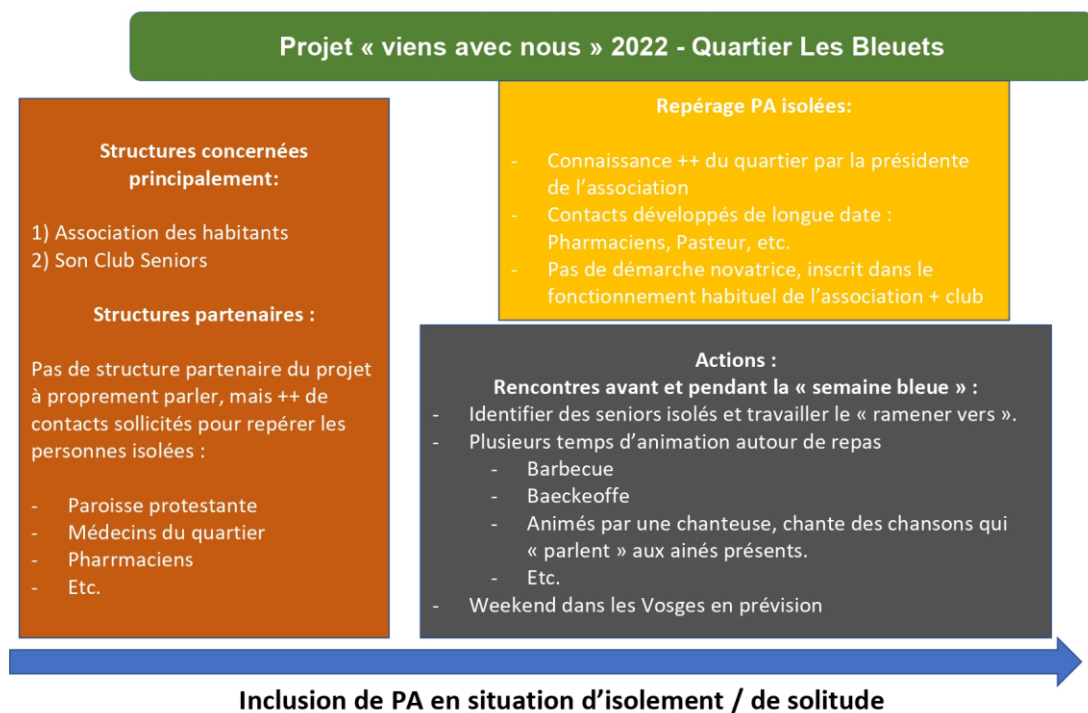 Projet « viens avec nous » 2022 - Quartier Les Bleuets
Structures concernées
principalement:
1) Association des habitants
2) Son Club Seniors
Structures partenaires :
Pas de structure partenaire du projet
à proprement parler, mais ++ de
contacts sollicités pour repérer les
personnes isolées :
- Paroisse protestante
- Médecins du quartier
- Pharrmaciens
- Etc.
Repérage PA isolées:
- Connaissance ++ du quartier par la présidente
de l’association
- Contacts développés de longue date :
Pharmaciens, Pasteur, etc.
- Pas de démarche novatrice, inscrit dans le
fonctionnement habituel de l’association + club
Actions :
Rencontres avant et pendant la « semaine bleue » :
- Identifier des seniors isolés et travailler le « ramener vers ».
- Plusieurs temps d’animation autour de repas
- Barbecue
- Baeckeoffe
- Animés par une chanteuse, chante des chansons qui
« parlent » aux ainés présents.
- Etc.
- Weekend dans les Vosges en prévision
Inclusion de PA en situation d’isolement / de solitude